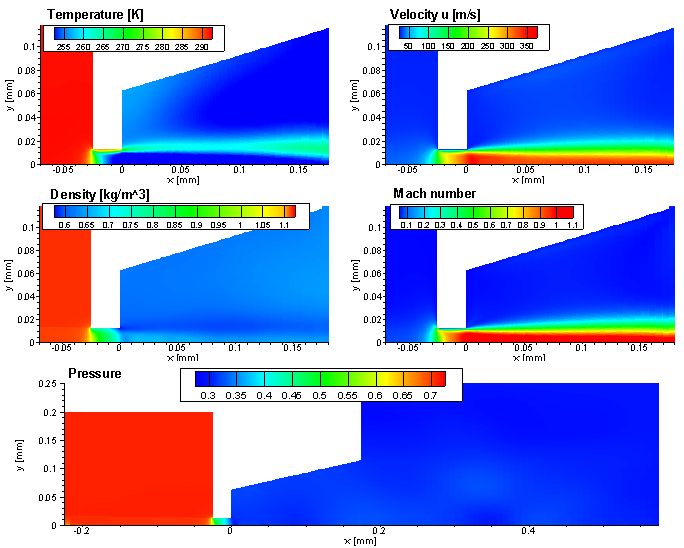 Temperature [K]
255 260 265 270 275 280 285 290
y [mm]
0.1
0.08
0.06
0.04
0.02
0
-0.05 0 0.05 0.1 0.15
x [mm]
Velocity u [m/s]
50 100 150 200 250 300 350
y [mm]
0.1
0.08
0.06
0.04
0.02
0
-0.05 0 0.05 0.1 0.15
x [mm]
Density [kg/m^3]
0.6 0.65 0.7 0.75 0.8 0.85 0.9 0.95 1 1.05 1.1
y [mm]
0.1
0.08
0.06
0.04
0.02
0
-0.05 0 0.05 0.1 0.15
x [mm]
Mach number
0.1 0.2 0.3 0.4 0.5 0.6 0.7 0.8 0.9 1 1.1
y [mm]
0.1
0.08
0.06
0.04
0.02
0
-0.05 0 0.05 0.1 0.15
x [mm]
Pressure
0.3 0.35 0.4 0.45 0.5 0.55 0.6 0.65 0.7
y [mm]
0.25
0.2
0.15
0.1
0.05
0
-0.2 0 0.2 0.4
x [mm]